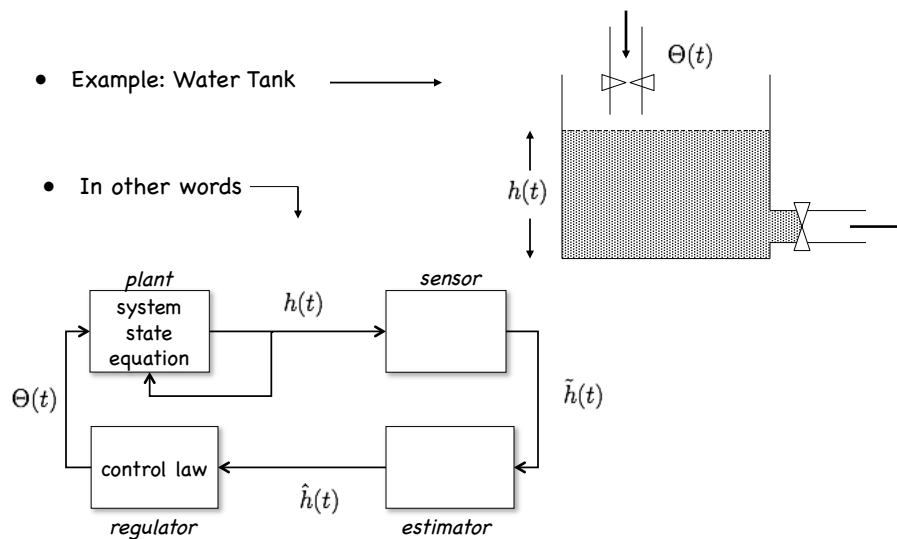 Θ(t)
• Example: Water Tank
• In other words
h(t)
plant
sensor
system
state
equation
h(t)
Θ(t)
h̃(t)
control law
ĥ(t)
regulator
estimator